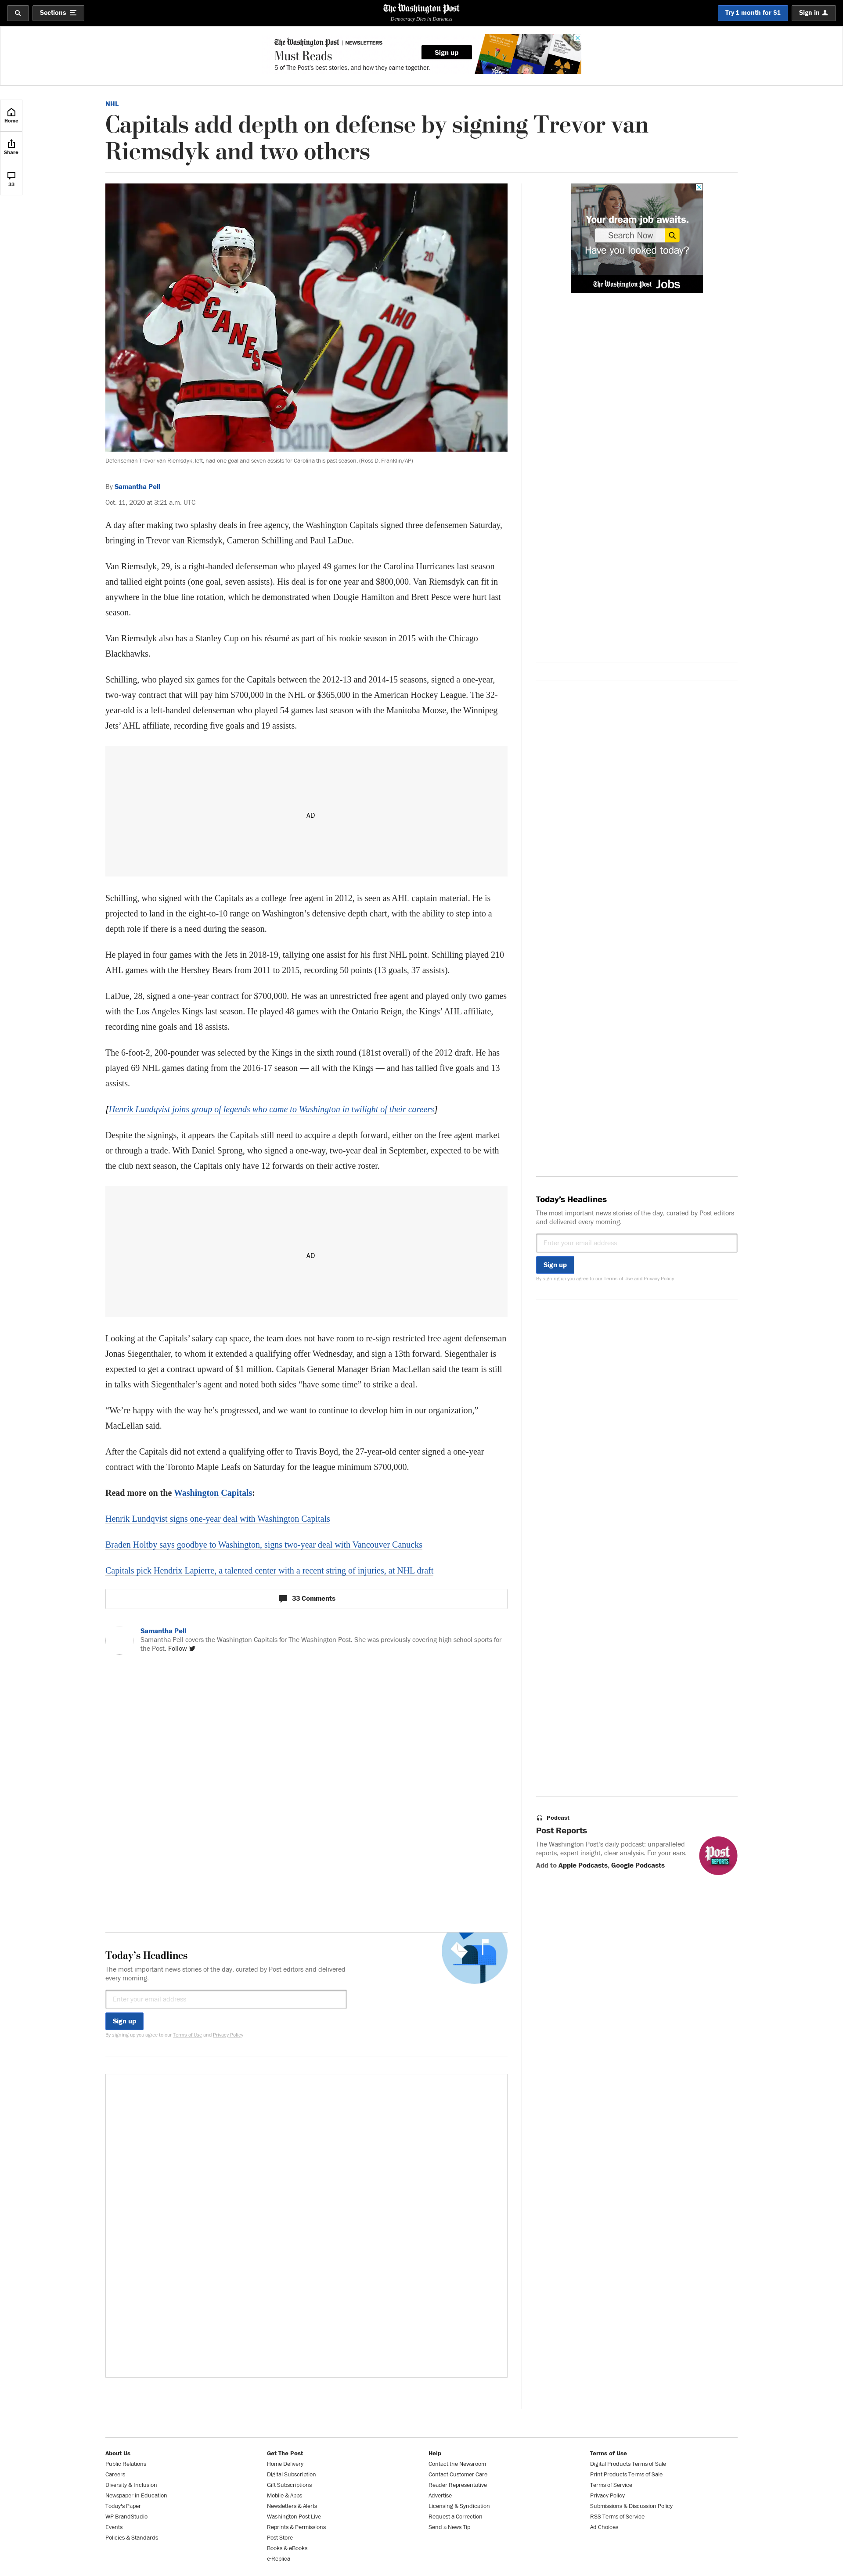 Sections
The Washington Post
Democracy Dies in Darkness
Try 1 month for $1
Sign in
The Washington Post | NEWSLETTERS
Must Reads
5 of The Post's best stories, and how they came together.
Sign up
Home
Share
33
NHL
Capitals add depth on defense by signing Trevor van
Riemsdyk and two others
CANES
AHO
20
20
Your dream job awaits.
Search Now
Have you looked today?
The Washington Post Jobs
Defenseman Trevor van Riemsdyk, left, had one goal and seven assists for Carolina this past season. (Ross D. Franklin/AP)
By Samantha Pell
Oct. 11, 2020 at 3:21 a.m. UTC
A day after making two splashy deals in free agency, the Washington Capitals signed three defensemen Saturday,
bringing in Trevor van Riemsdyk, Cameron Schilling and Paul LaDue.
Van Riemsdyk, 29, is a right-handed defenseman who played 49 games for the Carolina Hurricanes last season
and tallied eight points (one goal, seven assists). His deal is for one year and $800,000. Van Riemsdyk can fit in
anywhere in the blue line rotation, which he demonstrated when Dougie Hamilton and Brett Pesce were hurt last
season.
Van Riemsdyk also has a Stanley Cup on his résumé as part of his rookie season in 2015 with the Chicago
Blackhawks.
Schilling, who played six games for the Capitals between the 2012-13 and 2014-15 seasons, signed a one-year,
two-way contract that will pay him $700,000 in the NHL or $365,000 in the American Hockey League. The 32-
year-old is a left-handed defenseman who played 54 games last season with the Manitoba Moose, the Winnipeg
Jets' AHL affiliate, recording five goals and 19 assists.
AD
Schilling, who signed with the Capitals as a college free agent in 2012, is seen as AHL captain material. He is
projected to land in the eight-to-10 range on Washington's defensive depth chart, with the ability to step into a
depth role if there is a need during the season.
He played in four games with the Jets in 2018-19, tallying one assist for his first NHL point. Schilling played 210
AHL games with the Hershey Bears from 2011 to 2015, recording 50 points (13 goals, 37 assists).
LaDue, 28, signed a one-year contract for $700,000. He was an unrestricted free agent and played only two games
with the Los Angeles Kings last season. He played 48 games with the Ontario Reign, the Kings' AHL affiliate,
recording nine goals and 18 assists.
The 6-foot-2, 200-pounder was selected by the Kings in the sixth round (181st overall) of the 2012 draft. He has
played 69 NHL games dating from the 2016-17 season — all with the Kings — and has tallied five goals and 13
assists.
[Henrik Lundqvist joins group of legends who came to Washington in twilight of their careers]
Despite the signings, it appears the Capitals still need to acquire a depth forward, either on the free agent market
or through a trade. With Daniel Sprong, who signed a one-way, two-year deal in September, expected to be with
the club next season, the Capitals only have 12 forwards on their active roster.
AD
Looking at the Capitals' salary cap space, the team does not have room to re-sign restricted free agent defenseman
Jonas Siegenthaler, to whom it extended a qualifying offer Wednesday, and sign a 13th forward. Siegenthaler is
expected to get a contract upward of $1 million. Capitals General Manager Brian MacLellan said the team is still
in talks with Siegenthaler's agent and noted both sides “have some time” to strike a deal.
“We're happy with the way he's progressed, and we want to continue to develop him in our organization,”
MacLellan said.
After the Capitals did not extend a qualifying offer to Travis Boyd, the 27-year-old center signed a one-year
contract with the Toronto Maple Leafs on Saturday for the league minimum $700,000.
Read more on the Washington Capitals:
Henrik Lundqvist signs one-year deal with Washington Capitals
Braden Holtby says goodbye to Washington, signs two-year deal with Vancouver Canucks
Capitals pick Hendrix Lapierre, a talented center with a recent string of injuries, at NHL draft
33 Comments
Samantha Pell
Samantha Pell covers the Washington Capitals for The Washington Post. She was previously covering high school sports for
the Post. Follow
Today's Headlines
The most important news stories of the day, curated by Post editors
and delivered every morning.
Enter your email address
Sign up
By signing up you agree to our Terms of Use and Privacy Policy
Podcast
Post Reports
The Washington Post's daily podcast: unparalleled
reports, expert insight, clear analysis. For your ears.
Add to Apple Podcasts, Google Podcasts
Post
REPORTS
Today's Headlines
The most important news stories of the day, curated by Post editors and delivered
every morning.
Enter your email address
Sign up
By signing up you agree to our Terms of Use and Privacy Policy
About Us
Public Relations
Careers
Diversity & Inclusion
Newspaper in Education
Today's Paper
WP BrandStudio
Events
Policies & Standards
Get The Post
Home Delivery
Digital Subscription
Gift Subscriptions
Mobile & Apps
Newsletters & Alerts
Washington Post Live
Reprints & Permissions
Post Store
Books & eBooks
e-Replica
Help
Contact the Newsroom
Contact Customer Care
Reader Representative
Advertise
Licensing & Syndication
Request a Correction
Send a News Tip
Terms of Use
Digital Products Terms of Sale
Print Products Terms of Sale
Terms of Service
Privacy Policy
Submissions & Discussion Policy
RSS Terms of Service
Ad Choices